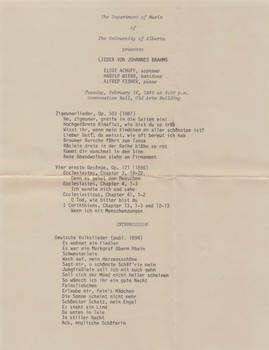 The Department of Music
of
The University of Alberta
presents
LIEDER VON JOHANNES BRAHMS
ELSIE ACHUFF, soprano
HAROLD WIENS, baritone
ALFRED FISHER, piano
Tuesday, February 16, at 8:00 p.m.
Convocation Hall, Old Arts Building
Zigeunerlieder, Op. 103 (1887)
He, Zigeuner, greife in die Saiten ein!
Hochgetürmte Rimaflut, wie bist du so trüb
Wisst ihr, wann mein Kindchen am aller schönsten ist?
Lieber Gott, du weisst, wie oft bereut ich hab
Brauner Bursche führt zum Tanze
Röslein dreie in der Reihe blühn so rot
Kommt dir manchmal in den Sinn
Rote Abendwolken ziehn am Firmament
Vier ernste Gesänge, Op. 121 (1896)
Ecclesiastes, Chapter 3, 19-22.
Denn es gehet dem Menschen
Ecclesiastes, Chapter 4, 1-3
Ich wandte mich und sahe
Ecclesiasticus, Chapter 41, 1-2
O Tod, wie bitter bist du
I Corinthians, Chapter 13, 1-3 and 12-13
Wenn ich mit Menschenzungen
INTERMISSION
Deutsche Volkslieder (publ. 1894)
Es wohnet ein Fiedler
Es war ein Markgraf überm Rhein
Schwesterlein
Wach auf, mein Herzensschöne
Sagt mir, o schönste Schäf'rin mein
Jungfräulein soll ich mit euch gehn
Soll sich der Mond nicht heller scheinen
So wünsch ich ihr ein gute Nacht
Feinsliebchen
Erlaube mir, fein's Mädchen
Die Sonne scheint nicht mehr
Schönster Schatz, mein Engel
Es steht ein Lind
Da unten im Tale
In stiller Nacht
Ach, englische Schäferin